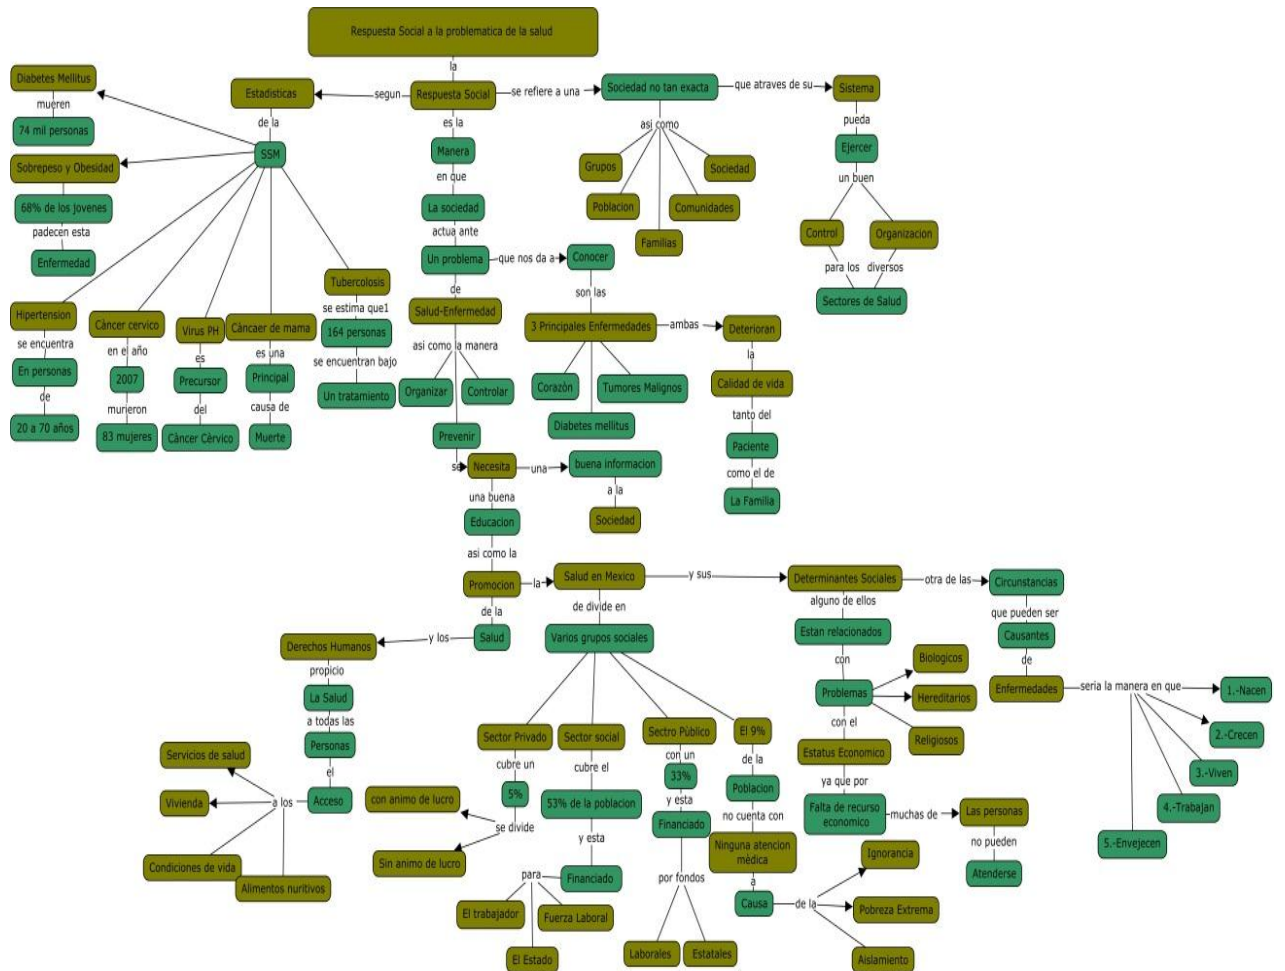 Respuesta Social a la problematica de la salud
la
Respuesta Social
segun
Estadisticas
de la
SSM
Diabetes Mellitus
mueren
74 mil personas
Sobrepeso y Obesidad
68% de los jovenes
padecen esta
Enfermedad
Hipertension
se encuentra
En personas
de
20 a 70 años
Càncer cervico
en el año
2007
murieron
83 mujeres
Virus PH
es
Precursor
del
Càncer Cèrvico
Càncaer de mama
es una
Principal
causa de
Muerte
Tubercolosis
se estima que1
164 personas
se encuentran bajo
Un tratamiento
es la
Manera
en que
La sociedad
actua ante
Un problema
de
Salud-Enfermedad
asi como la manera
Organizar
Controlar
Prevenir
se
Necesita
una
buena informacion
a la
Sociedad
una buena
Educacion
asi como la
Promocion
de la
Salud
y los
Derechos Humanos
propicio
La Salud
a todas las
Personas
el
Acceso
a los
Servicios de salud
Vivienda
Condiciones de vida
Alimentos nuritivos
que nos da a
Conocer
son las
3 Principales Enfermedades
Corazòn
Tumores Malignos
Diabetes mellitus
ambas
Deterioran
la
Calidad de vida
tanto del
Paciente
como el de
La Familia
se refiere a una
Sociedad no tan exacta
asi como
Grupos
Poblacion
Familias
Comunidades
Sociedad
que atraves de su
Sistema
pueda
Ejercer
un buen
Control
Organizacion
para los
diversos
Sectores de Salud
la
Salud en Mexico
de divide en
Varios grupos sociales
Sector Privado
cubre un
5%
se divide
con animo de lucro
Sin animo de lucro
Sector social
cubre el
53% de la poblacion
y esta
Financiado
para
El trabajador
El Estado
Fuerza Laboral
Sectro Público
con un
33%
y esta
Financiado
por fondos
Laborales
Estatales
El 9%
de la
Poblacion
no cuenta con
Ninguna atencion
mèdica
a
Causa
de la
Ignorancia
Pobreza Extrema
Aislamiento
y sus
Determinantes Sociales
alguno de ellos
Estan relacionados
con
Problemas
Biologicos
Hereditarios
Religiosos
con el
Estatus Economico
ya que por
Falta de recurso
economico
muchas de
Las personas
no pueden
Atenderse
otra de las
Circunstancias
que pueden ser
Causantes
de
Enfermedades
seria la manera en que
1.-Nacen
2.-Crecen
3.-Viven
4.-Trabajan
5.-Envejecen